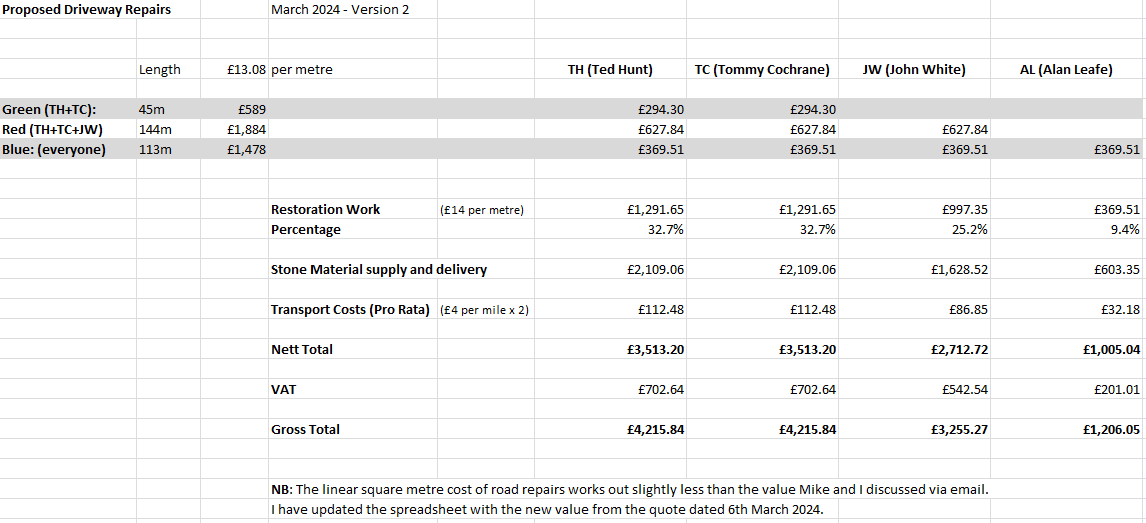 Proposed Driveway Repairs March 2024 - Version 2
Length £13.08 per metre TH (Ted Hunt) TC (Tommy Cochrane) JW (John White) AL (Alan Leafe)
Green (TH+TC): 45m £589 £294.30 £294.30
Red (TH+TC+JW) 144m £1,884 £627.84 £627.84 £627.84
Blue: (everyone) 113m £1,478 £369.51 £369.51 £369.51 £369.51
Restoration Work (£14 per metre) £1,291.65 £1,291.65 £997.35 £369.51
Percentage 32.7% 32.7% 25.2% 9.4%
Stone Material supply and delivery £2,109.06 £2,109.06 £1,628.52 £603.35
Transport Costs (Pro Rata) (£4 per mile x 2) £112.48 £112.48 £86.85 £32.18
Nett Total £3,513.20 £3,513.20 £2,712.72 £1,005.04
VAT £702.64 £702.64 £542.54 £201.01
Gross Total £4,215.84 £4,215.84 £3,255.27 £1,206.05
NB: The linear square metre cost of road repairs works out slightly less than the value Mike and I discussed via email.
I have updated the spreadsheet with the new value from the quote dated 6th March 2024.